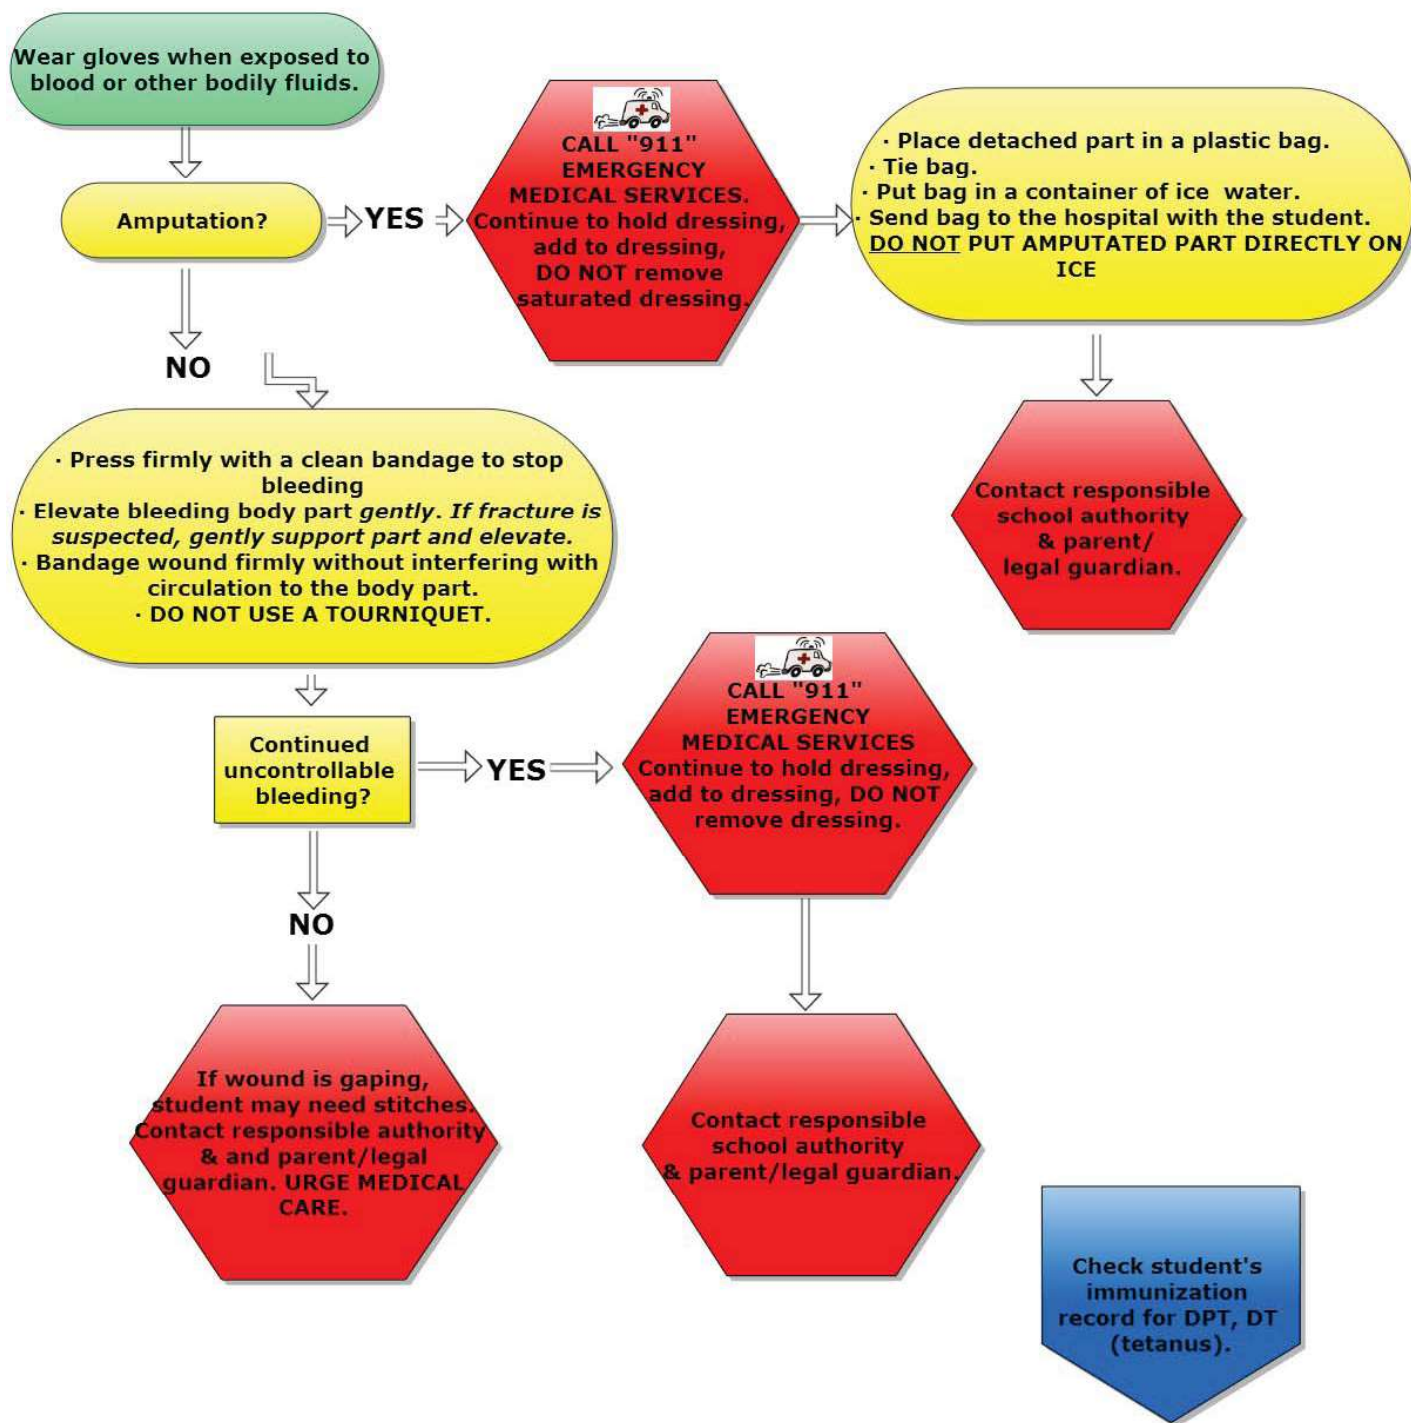 Wear gloves when exposed to
blood or other bodily fluids.
Amputation?
YES
CALL "911"
EMERGENCY
MEDICAL SERVICES.
Continue to hold dressing,
add to dressing,
DO NOT remove
saturated dressing.
· Place detached part in a plastic bag.
· Tie bag.
· Put bag in a container of ice water.
· Send bag to the hospital with the student.
DO NOT PUT AMPUTATED PART DIRECTLY ON
ICE
Contact responsible
school authority
& parent/
legal guardian.
NO
· Press firmly with a clean bandage to stop
bleeding
· Elevate bleeding body part gently. If fracture is
suspected, gently support part and elevate.
· Bandage wound firmly without interfering with
circulation to the body part.
· DO NOT USE A TOURNIQUET.
Continued
uncontrollable
bleeding?
YES
CALL "911"
EMERGENCY
MEDICAL SERVICES
Continue to hold dressing,
add to dressing, DO NOT
remove dressing.
Contact responsible
school authority
& parent/legal guardian.
NO
If wound is gaping,
student may need stitches.
Contact responsible authority
& and parent/legal
guardian. URGE MEDICAL
CARE.
Check student's
immunization
record for DPT, DT
(tetanus).